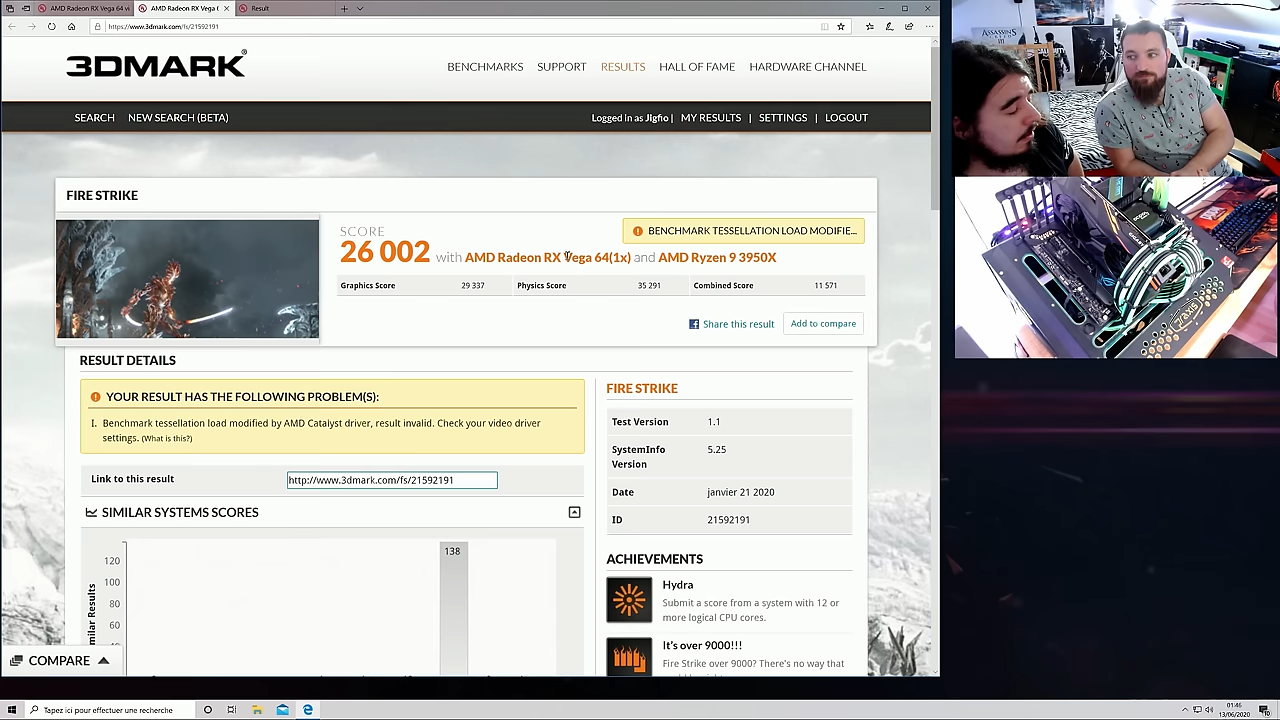 AMD Radeon RX Vega 64 vi
AMD Radeon RX Vega (
Result
https://www.3dmark.com/fs/21592191
3DMARK®
BENCHMARKS SUPPORT RESULTS HALL OF FAME HARDWARE CHANNEL
SEARCH NEW SEARCH (BETA)
Logged in as Jigfio | MY RESULTS | SETTINGS | LOGOUT
FIRE STRIKE
SCORE
BENCHMARK TESSELLATION LOAD MODIFIE...
26 002 with AMD Radeon RX Vega 64(1x) and AMD Ryzen 9 3950X
Graphics Score 29 337 Physics Score 35 291 Combined Score 11 571
Share this result
Add to compare
RESULT DETAILS
YOUR RESULT HAS THE FOLLOWING PROBLEM(S):
I. Benchmark tessellation load modified by AMD Catalyst driver, result invalid. Check your video driver
settings. (What is this?)
Link to this result http://www.3dmark.com/fs/21592191
SIMILAR SYSTEMS SCORES
138
120
100
80
60
FIRE STRIKE
Test Version 1.1
SystemInfo 5.25
Version
Date janvier 21 2020
ID 21592191
ACHIEVEMENTS
Hydra
Submit a score from a system with 12 or
more logical CPU cores.
It's over 9000!!!
Fire Strike over 9000? There's no way that
COMPARE
Tapez ici pour effectuer une recherche
01:46
13/06/2020
ASSASSIN'S
PRAXIS